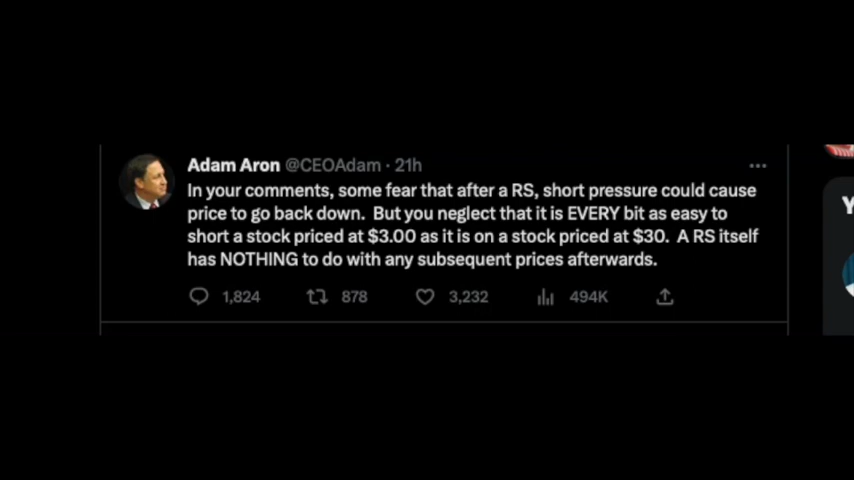 Adam Aron @CEOAdam · 21h
In your comments, some fear that after a RS, short pressure could cause
price to go back down. But you neglect that it is EVERY bit as easy to
short a stock priced at $3.00 as it is on a stock priced at $30. A RS itself
has NOTHING to do with any subsequent prices afterwards.
1,824 878 3,232 494K
Y